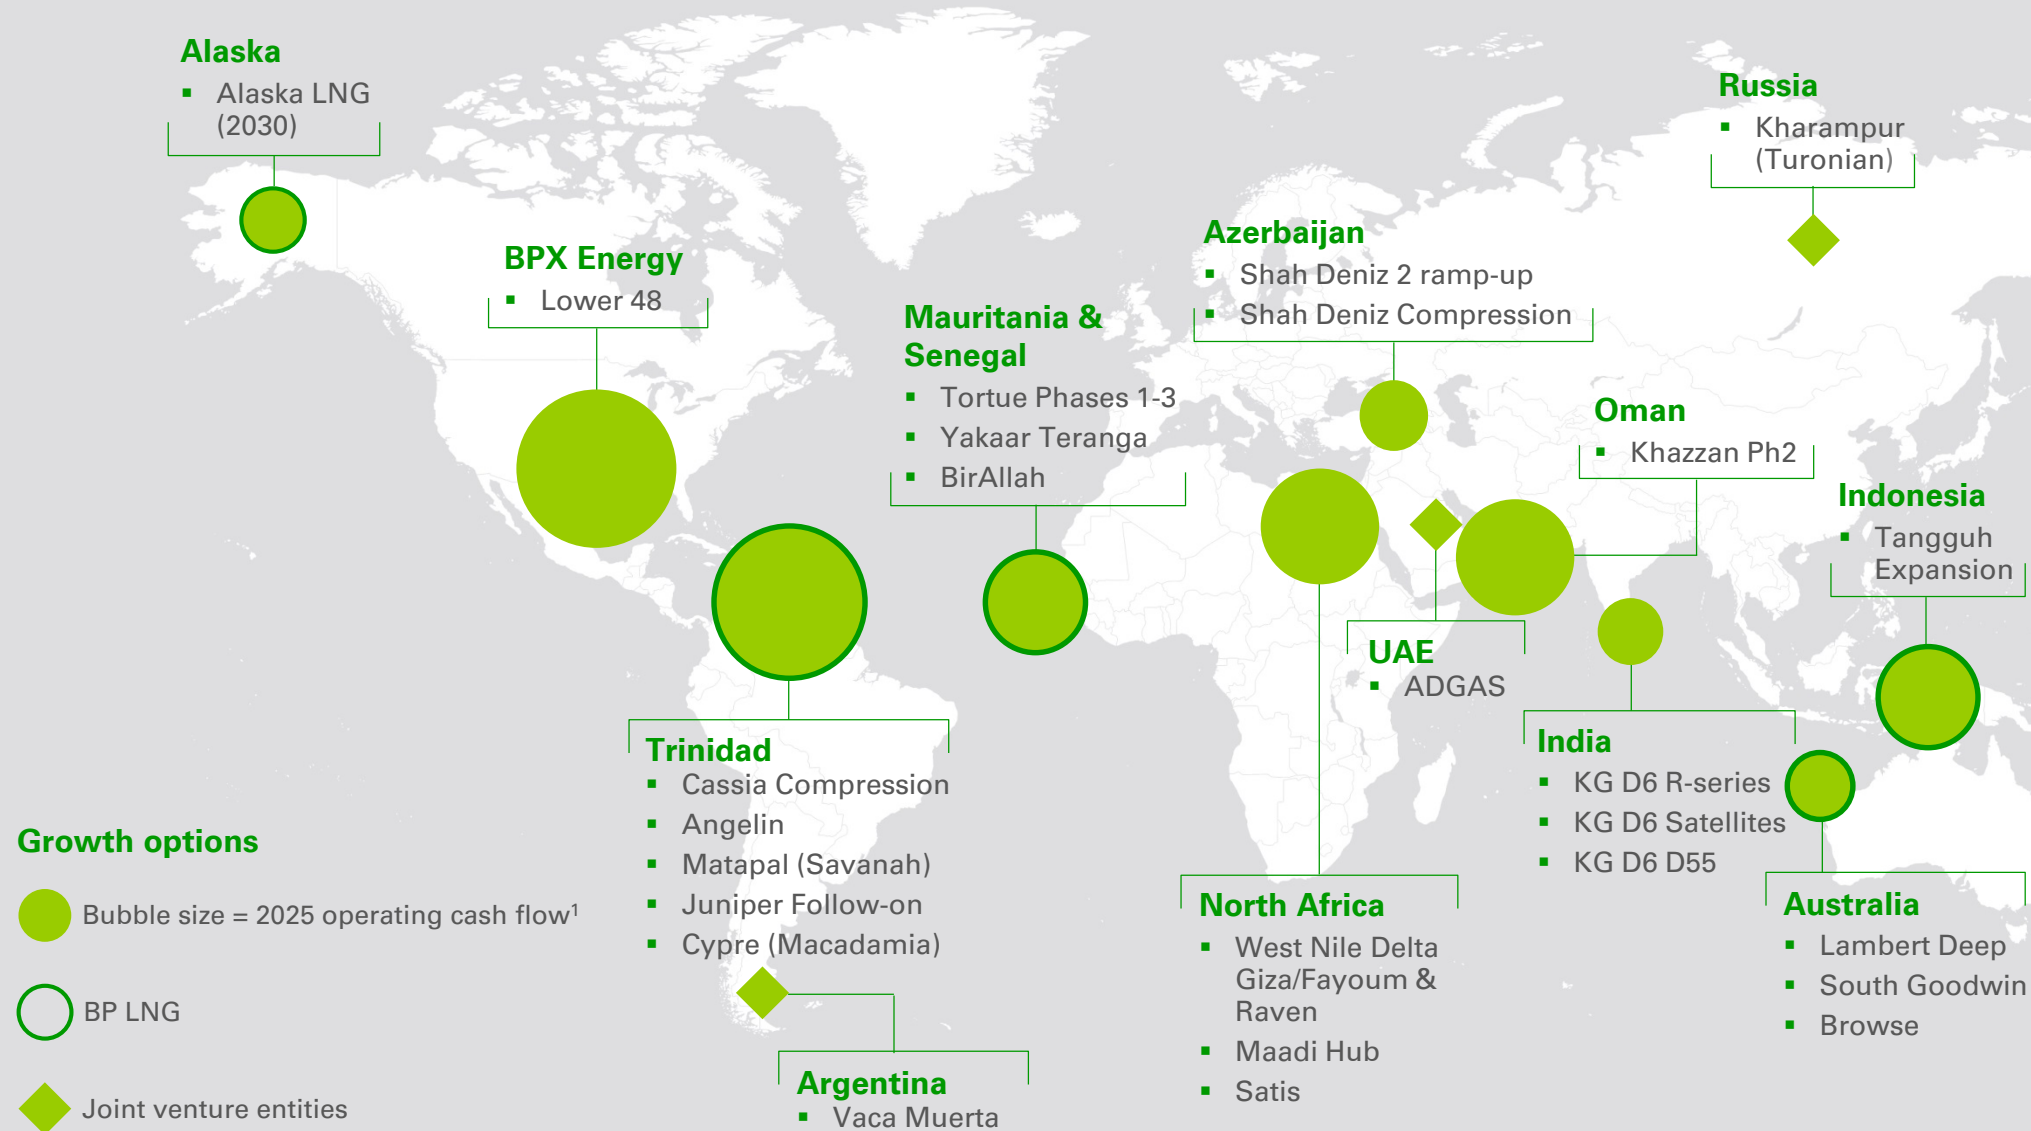 Alaska
▪ Alaska LNG
(2030)
BPX Energy
▪ Lower 48
Mauritania &
Senegal
▪ Tortue Phases 1-3
▪ Yakaar Teranga
▪ BirAllah
Azerbaijan
▪ Shah Deniz 2 ramp-up
▪ Shah Deniz Compression
Russia
▪ Kharampur
(Turonian)
Oman
▪ Khazzan Ph2
Indonesia
▪ Tangguh
Expansion
UAE
▪ ADGAS
Trinidad
▪ Cassia Compression
▪ Angelin
▪ Matapal (Savanah)
▪ Juniper Follow-on
▪ Cypre (Macadamia)
India
▪ KG D6 R-series
▪ KG D6 Satellites
▪ KG D6 D55
North Africa
▪ West Nile Delta
Giza/Fayoum &
Raven
▪ Maadi Hub
▪ Satis
Australia
▪ Lambert Deep
▪ South Goodwin
▪ Browse
Argentina
▪ Vaca Muerta
Growth options
Bubble size = 2025 operating cash flow¹
BP LNG
Joint venture entities